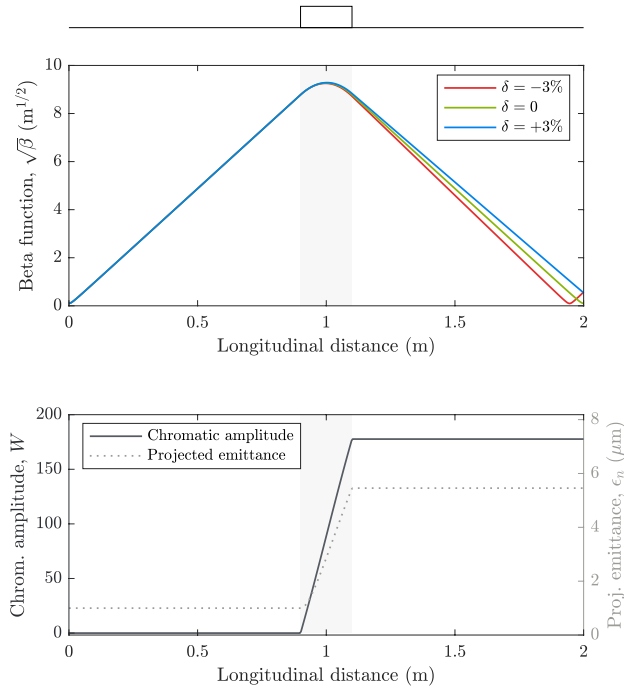 Beta function, √β (m^{1/2})
10
8
6
4
2
0
δ = −3%
δ = 0
δ = +3%
0 0.5 1 1.5 2
Longitudinal distance (m)
Chrom. amplitude, W
200
150
100
50
0
Chromatic amplitude
Projected emittance
8
6
4
2
0
Proj. emittance, ϵ_n (μm)
0 0.5 1 1.5 2
Longitudinal distance (m)